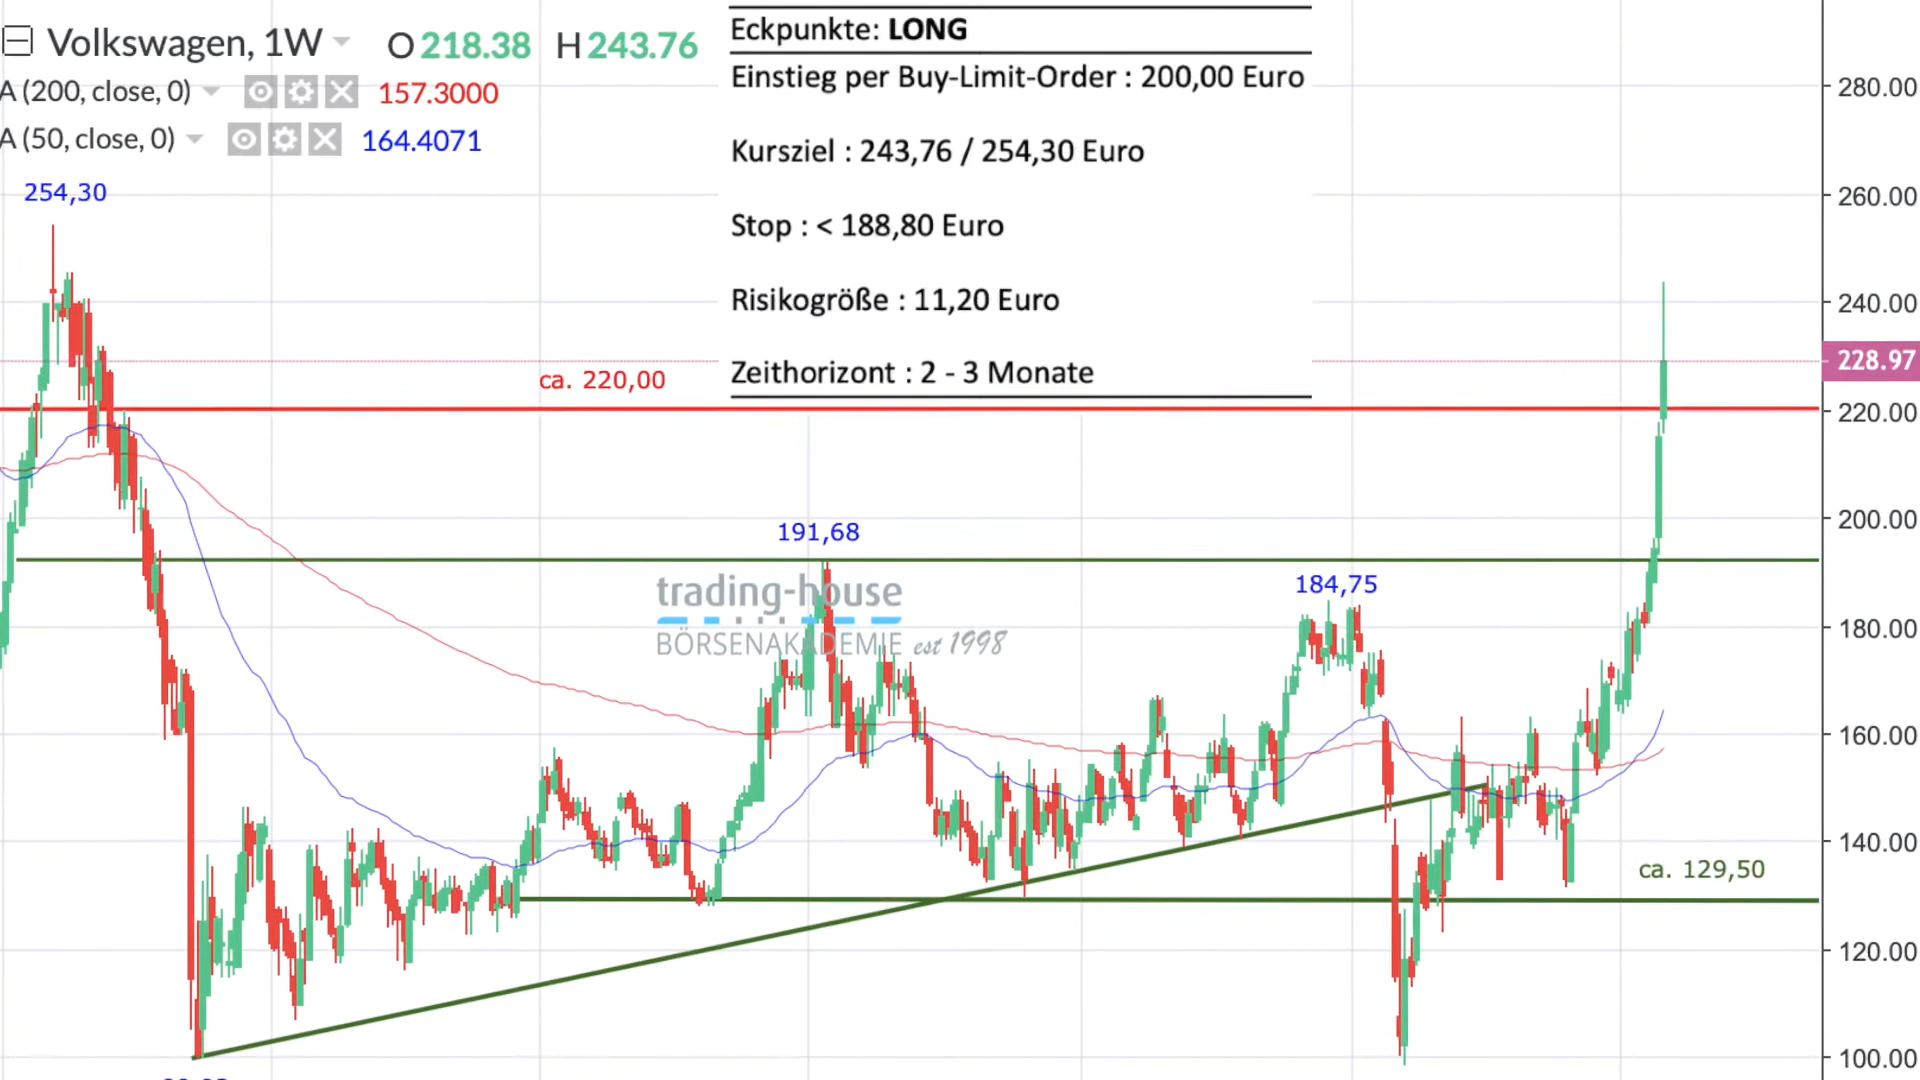 Volkswagen, 1W O 218.38 H 243.76
A (200, close, 0) 157.3000
A (50, close, 0) 164.4071
254,30
Eckpunkte: LONG
Einstieg per Buy-Limit-Order : 200,00 Euro
Kursziel : 243,76 / 254,30 Euro
Stop : < 188,80 Euro
Risikogröße : 11,20 Euro
Zeithorizont : 2 - 3 Monate
ca. 220,00
191,68
trading-house
BÖRSENAKADEMIE est 1998
184,75
ca. 129,50
280.00
260.00
240.00
228.97
220.00
200.00
180.00
160.00
140.00
120.00
100.00